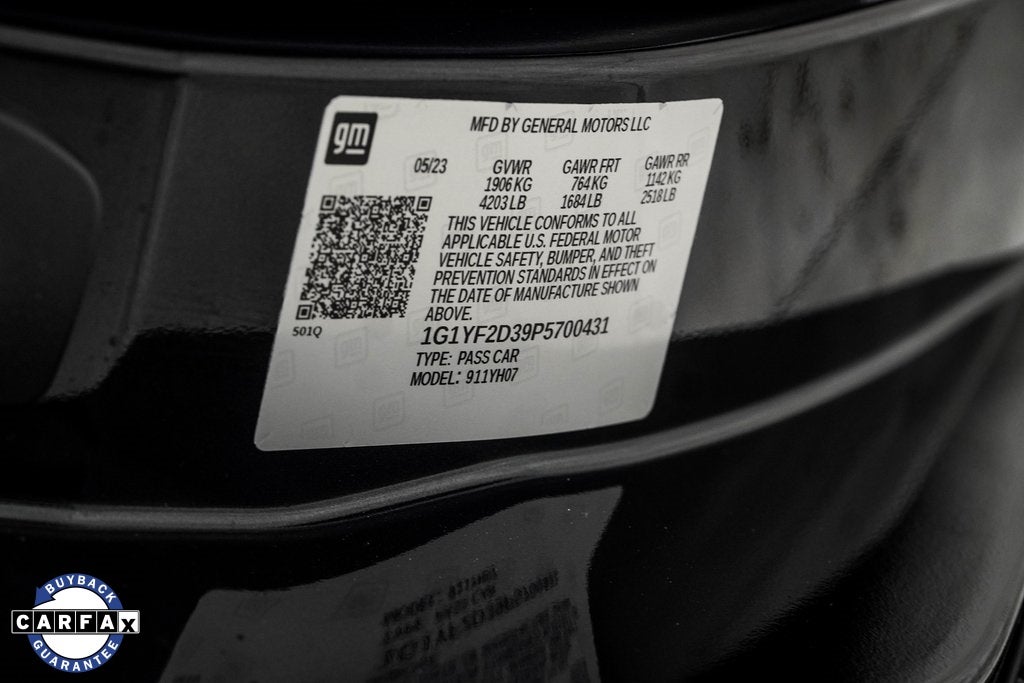 gm
MFD BY GENERAL MOTORS LLC
05/23 GVWR GAWR FRT GAWR RR
1906 KG 764 KG 1142 KG
4203 LB 1684 LB 2518 LB
THIS VEHICLE CONFORMS TO ALL
APPLICABLE U.S. FEDERAL MOTOR
VEHICLE SAFETY, BUMPER, AND THEFT
PREVENTION STANDARDS IN EFFECT ON
THE DATE OF MANUFACTURE SHOWN
ABOVE.
501Q
1G1YF2D39P5700431
TYPE: PASS CAR
MODEL: 911YH07
BUYBACK
CARFAX
GUARANTEE